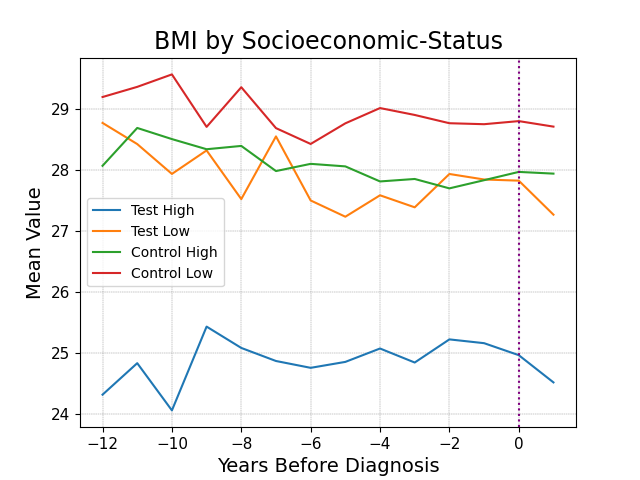 BMI by Socioeconomic-Status
Mean Value
29
28
27
26
25
24
Test High
Test Low
Control High
Control Low
−12
−10
−8
−6
−4
−2
0
Years Before Diagnosis